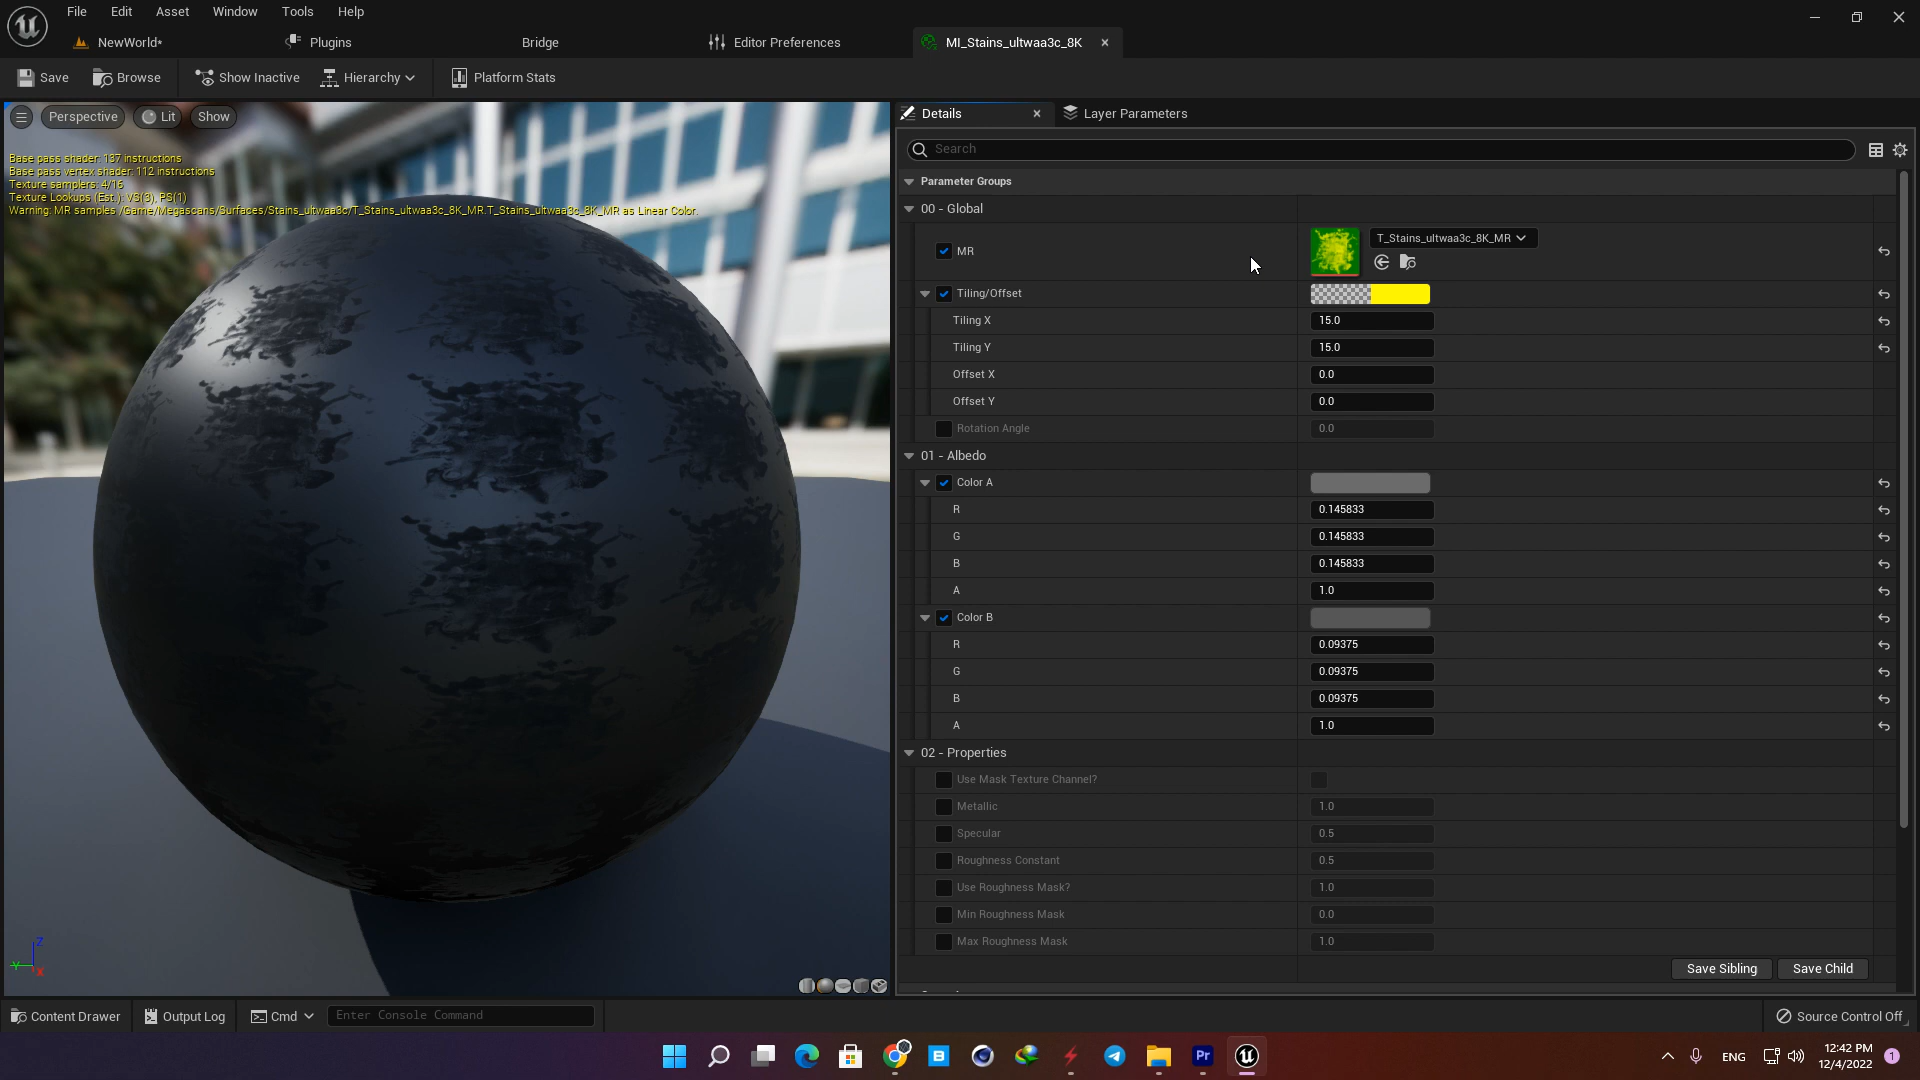 File Edit Asset Window Tools Help
NewWorld* Plugins Bridge Editor Preferences MI_Stains_ultwaa3c_8K
Save Browse Show Inactive Hierarchy Platform Stats
Perspective Lit Show
Base pass shader: 137 instructions
Base pass vertex shader: 112 instructions
Texture samplers: 4/16
Texture Lookups (Est.): VS(3), PS(1)
Warning: MR samples /Game/Megascans/Surfaces/Stains_ultwaa3c/T_Stains_ultwaa3c_8K_MR.T_Stains_ultwaa3c_8K_MR as Linear Color.
Z
Y
X
Details Layer Parameters
Search
Parameter Groups
00 - Global
MR T_Stains_ultwaa3c_8K_MR
Tiling/Offset
Tiling X 15.0
Tiling Y 15.0
Offset X 0.0
Offset Y 0.0
Rotation Angle 0.0
01 - Albedo
Color A
R 0.145833
G 0.145833
B 0.145833
A 1.0
Color B
R 0.09375
G 0.09375
B 0.09375
A 1.0
02 - Properties
Use Mask Texture Channel?
Metallic 1.0
Specular 0.5
Roughness Constant 0.5
Use Roughness Mask? 1.0
Min Roughness Mask 0.0
Max Roughness Mask 1.0
Save Sibling Save Child
Content Drawer Output Log Cmd Enter Console Command Source Control Off
Pr ENG 12:42 PM
12/4/2022 1